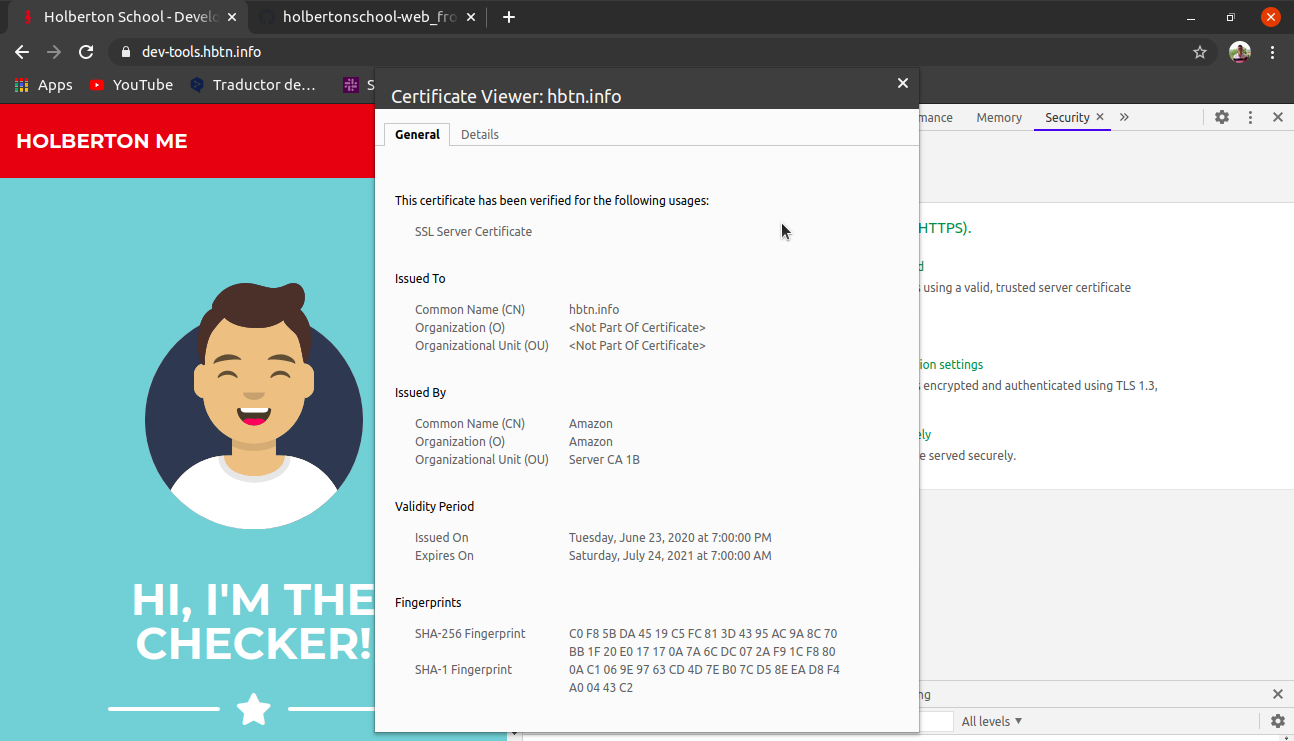 Holberton School - Develo
holbertonschool-web_fro
dev-tools.hbtn.info
Apps
YouTube
Traductor de…
S
Certificate Viewer: hbtn.info
General
Details
This certificate has been verified for the following usages:
SSL Server Certificate
Issued To
Common Name (CN) hbtn.info
Organization (O) <Not Part Of Certificate>
Organizational Unit (OU) <Not Part Of Certificate>
Issued By
Common Name (CN) Amazon
Organization (O) Amazon
Organizational Unit (OU) Server CA 1B
Validity Period
Issued On Tuesday, June 23, 2020 at 7:00:00 PM
Expires On Saturday, July 24, 2021 at 7:00:00 AM
Fingerprints
SHA-256 Fingerprint C0 F8 5B DA 45 19 C5 FC 81 3D 43 95 AC 9A 8C 70
BB 1F 20 E0 17 17 0A 7A 6C DC 07 2A F9 1C F8 80
SHA-1 Fingerprint 0A C1 06 9E 97 63 CD 4D 7E B0 7C D5 8E EA D8 F4
A0 04 43 C2
HOLBERTON ME
HI, I'M THE
CHECKER!
mance
Memory
Security
HTTPS).
d
using a valid, trusted server certificate
ion settings
encrypted and authenticated using TLS 1.3,
ely
e served securely.
ng
All levels